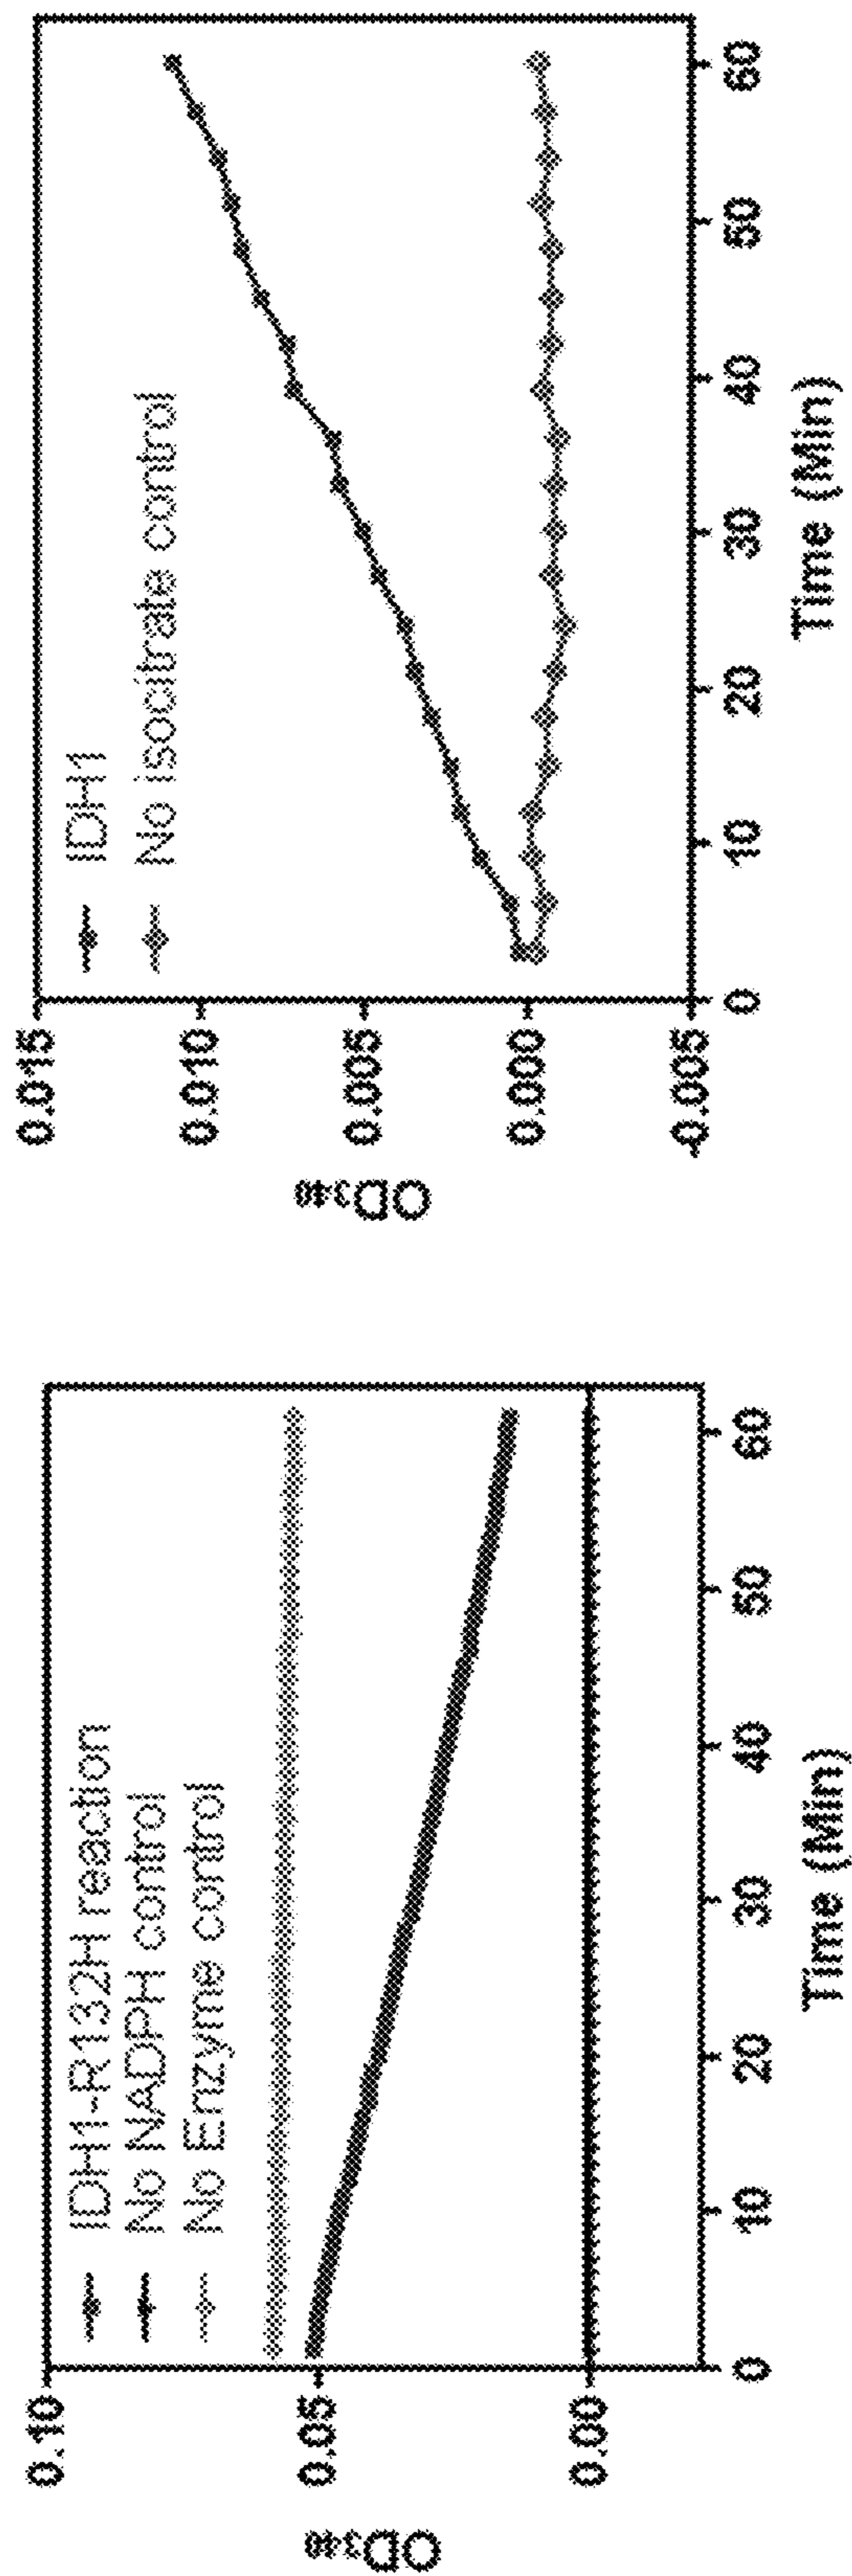 OD340
0.10
0.05
0.00
IDH1-R132H reaction
No NADPH control
No Enzyme control
0 10 20 30 40 50 60
Time (Min)
OD340
0.015
0.010
0.005
0.000
-0.005
IDH1
No isocitrate control
0 10 20 30 40 50 60
Time (Min)